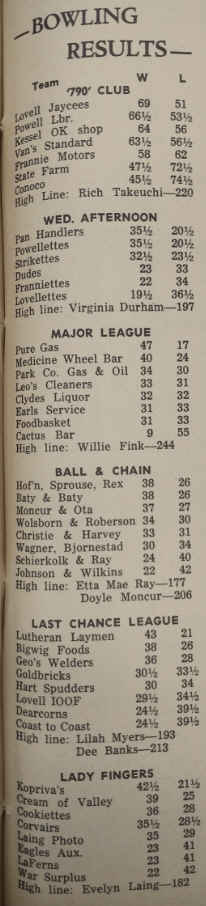 BOWLING
RESULTS
Team W L
'790' CLUB
Lovell Jaycees 69 51
Powell Lbr. 66½ 53½
Kessel OK shop 64 56
Van's Standard 63½ 56½
Frannie Motors 58 62
State Farm 47½ 72½
Conoco 45½ 74½
High Line: Rich Takeuchi—220
WED. AFTERNOON
Pan Handlers 35½ 20½
Powellettes 35½ 20½
Strikettes 32½ 23½
Dudes 23 33
Franniettes 22 34
Lovellettes 19½ 36½
High line: Virginia Durham—197
MAJOR LEAGUE
Pure Gas 47 17
Medicine Wheel Bar 40 24
Park Co. Gas & Oil 34 30
Leo's Cleaners 33 31
Clydes Liquor 32 32
Earls Service 31 33
Foodbasket 31 33
Cactus Bar 9 55
High line: Willie Fink—244
BALL & CHAIN
Hof'n, Sprouse, Rex 38 26
Baty & Baty 38 26
Moncur & Ota 37 27
Wolsborn & Roberson 34 30
Christie & Harvey 33 31
Wagner, Bjornestad 30 34
Schierkolk & Ray 24 40
Johnson & Wilkins 22 42
High line: Etta Mae Ray—177
Doyle Moncur—206
LAST CHANCE LEAGUE
Lutheran Laymen 43 21
Bigwig Foods 38 26
Geo's Welders 36 28
Goldbricks 30½ 33½
Hart Spudders 30 34
Lovell IOOF 29½ 34½
Dearcorns 24½ 39½
Coast to Coast 24½ 39½
High line: Lilah Myers—193
Dee Banks—213
LADY FINGERS
Kopriva's 42½ 21½
Cream of Valley 39 25
Cookiettes 36 28
Corvairs 35½ 28½
Laing Photo 35 29
Eagles Aux. 23 41
LaFerns 23 41
War Surplus 22 42
High line: Evelyn Laing—182